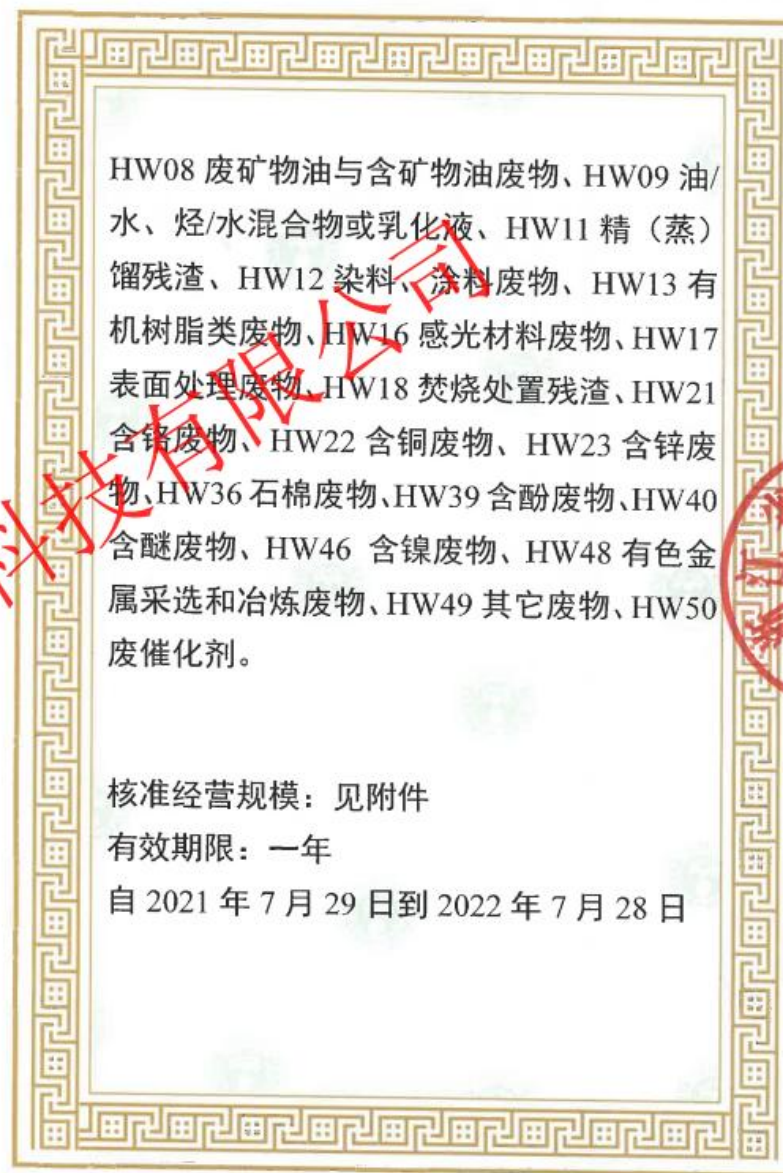 HW08 废矿物油与含矿物油废物、HW09 油/
水、烃/水混合物或乳化液、HW11 精（蒸）
馏残渣、HW12 染料、涂料废物、HW13 有
机树脂类废物、HW16 感光材料废物、HW17
表面处理废物、HW18 焚烧处置残渣、HW21
含铬废物、HW22 含铜废物、HW23 含锌废
物、HW36 石棉废物、HW39 含酚废物、HW40
含醚废物、HW46 含镍废物、HW48 有色金
属采选和冶炼废物、HW49 其它废物、HW50
废催化剂。
核准经营规模：见附件
有效期限：一年
自 2021 年 7 月 29 日到 2022 年 7 月 28 日
科技有限公司
浙江